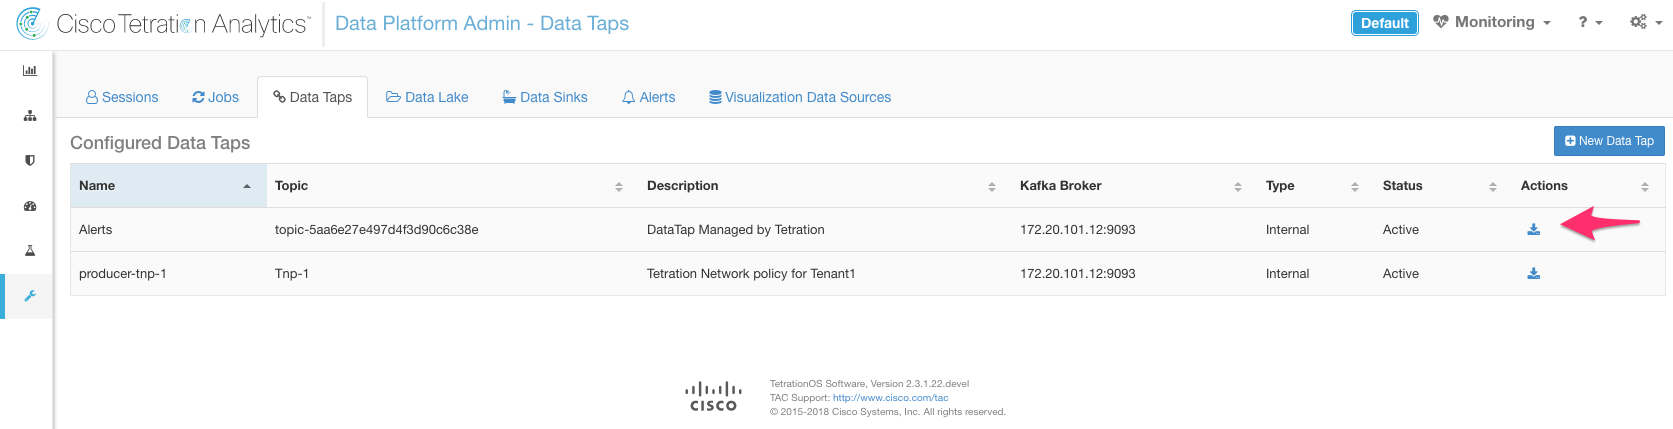 Cisco Tetration Analytics™ Data Platform Admin - Data Taps Default Monitoring ?
Sessions Jobs Data Taps Data Lake Data Sinks Alerts Visualization Data Sources
Configured Data Taps New Data Tap
Name Topic Description Kafka Broker Type Status Actions
Alerts topic-5aa6e27e497d4f3d90c6c38e DataTap Managed by Tetration 172.20.101.12:9093 Internal Active
producer-tnp-1 Tnp-1 Tetration Network policy for Tenant1 172.20.101.12:9093 Internal Active
CISCO
TetrationOS Software, Version 2.3.1.22.devel
TAC Support: http://www.cisco.com/tac
© 2015-2018 Cisco Systems, Inc. All rights reserved.